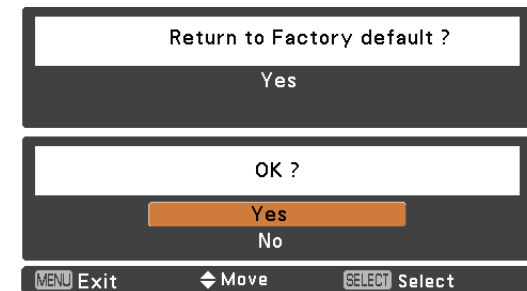 Return to Factory default ?
Yes
OK ?
Yes
No
MENU Exit Move SELECT Select